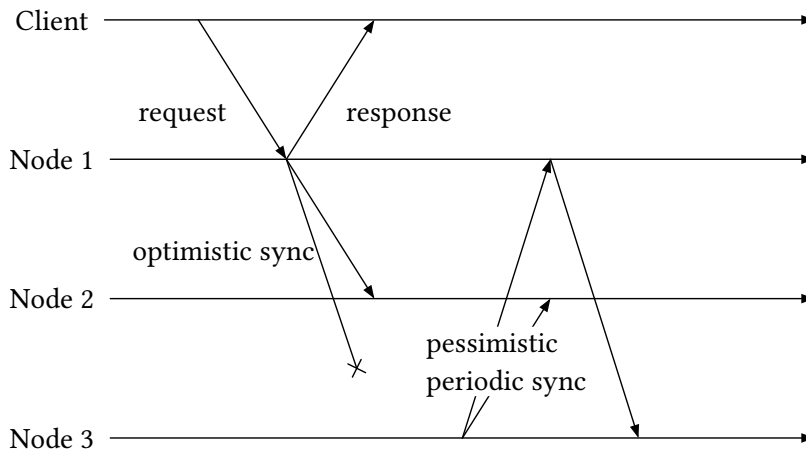 Client
request
response
Node 1
optimistic sync
Node 2
pessimistic
periodic sync
Node 3